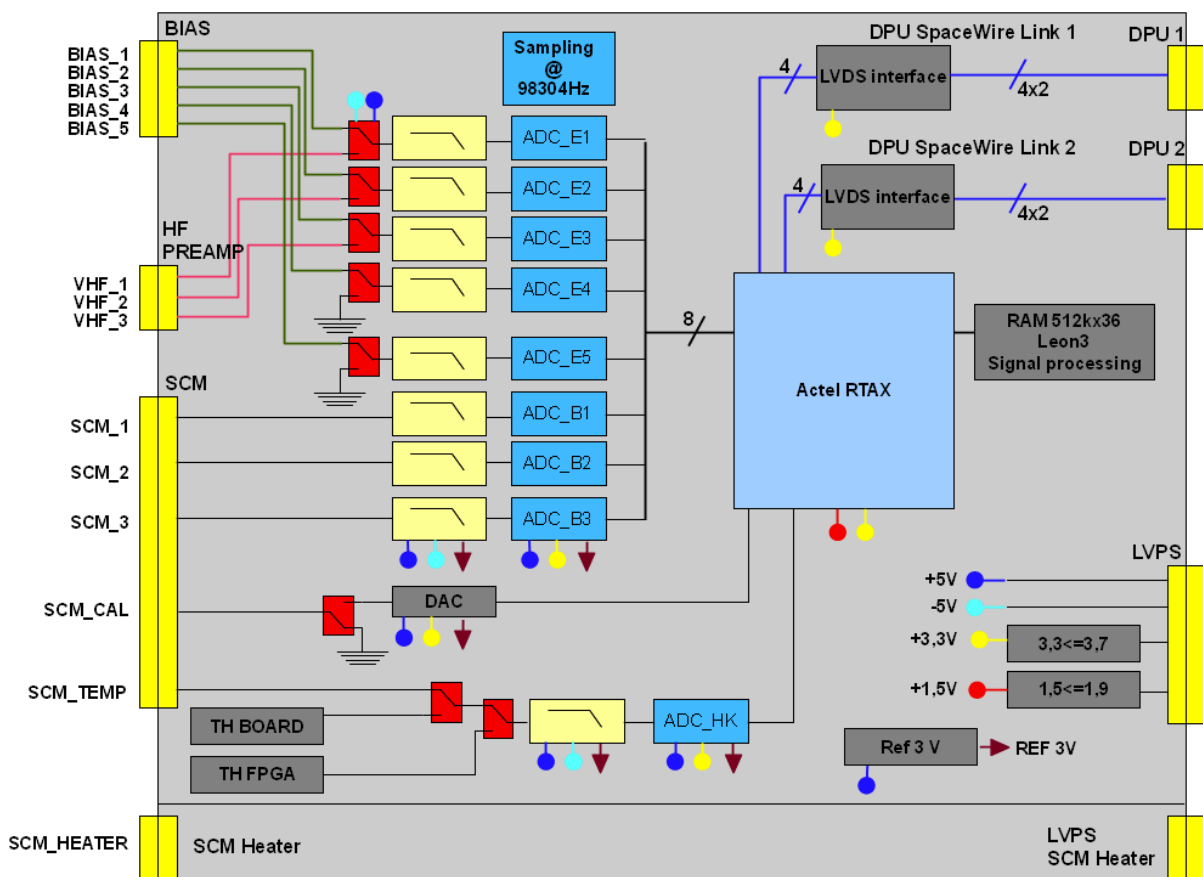 BIAS
BIAS_1
BIAS_2
BIAS_3
BIAS_4
BIAS_5
Sampling
@
98304Hz
DPU SpaceWire Link 1
DPU 1
4
LVDS interface
4x2
DPU SpaceWire Link 2
DPU 2
4
LVDS interface
4x2
ADC_E1
ADC_E2
ADC_E3
ADC_E4
ADC_E5
ADC_B1
ADC_B2
ADC_B3
HF
PREAMP
VHF_1
VHF_2
VHF_3
8
Actel RTAX
RAM 512kx36
Leon3
Signal processing
SCM
SCM_1
SCM_2
SCM_3
SCM_CAL
DAC
SCM_TEMP
TH BOARD
TH FPGA
ADC_HK
LVPS
+5V
-5V
+3,3V
3,3<=3,7
+1,5V
1,5<=1,9
Ref 3 V
REF 3V
SCM_HEATER
SCM Heater
LVPS
SCM Heater